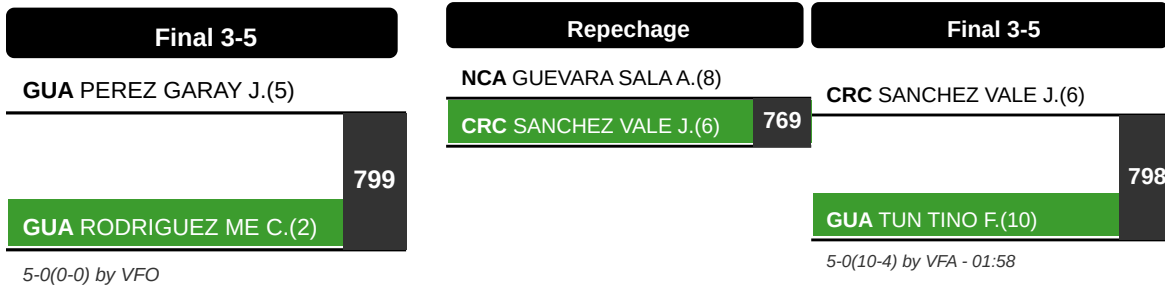 Final 3-5
GUA PEREZ GARAY J.(5)
799
GUA RODRIGUEZ ME C.(2)
5-0(0-0) by VFO
Repechage
NCA GUEVARA SALA A.(8)
CRC SANCHEZ VALE J.(6)
769
Final 3-5
CRC SANCHEZ VALE J.(6)
798
GUA TUN TINO F.(10)
5-0(10-4) by VFA - 01:58